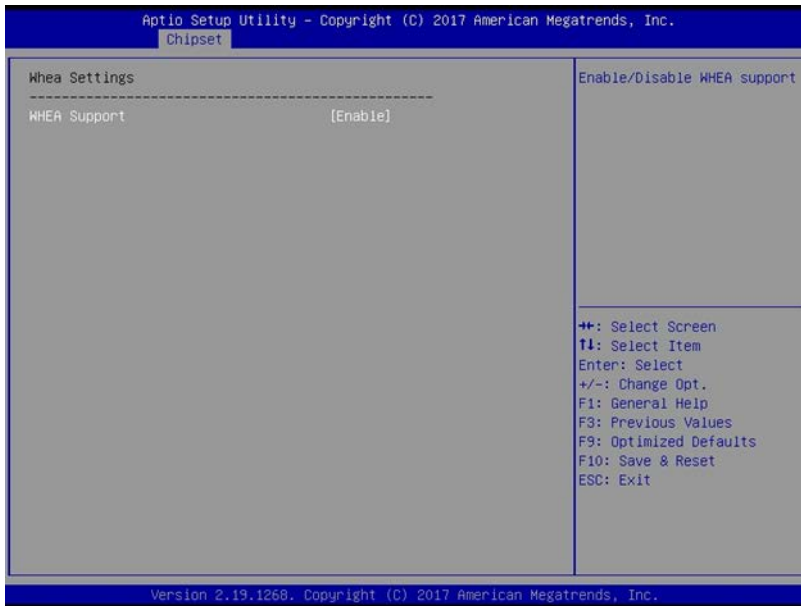 Aptio Setup Utility – Copyright (C) 2017 American Megatrends, Inc.
Chipset
Whea Settings
--------------------------------------------------
WHEA Support [Enable]
Enable/Disable WHEA support
→←: Select Screen
↑↓: Select Item
Enter: Select
+/-: Change Opt.
F1: General Help
F3: Previous Values
F9: Optimized Defaults
F10: Save & Reset
ESC: Exit
Version 2.19.1268. Copyright (C) 2017 American Megatrends, Inc.